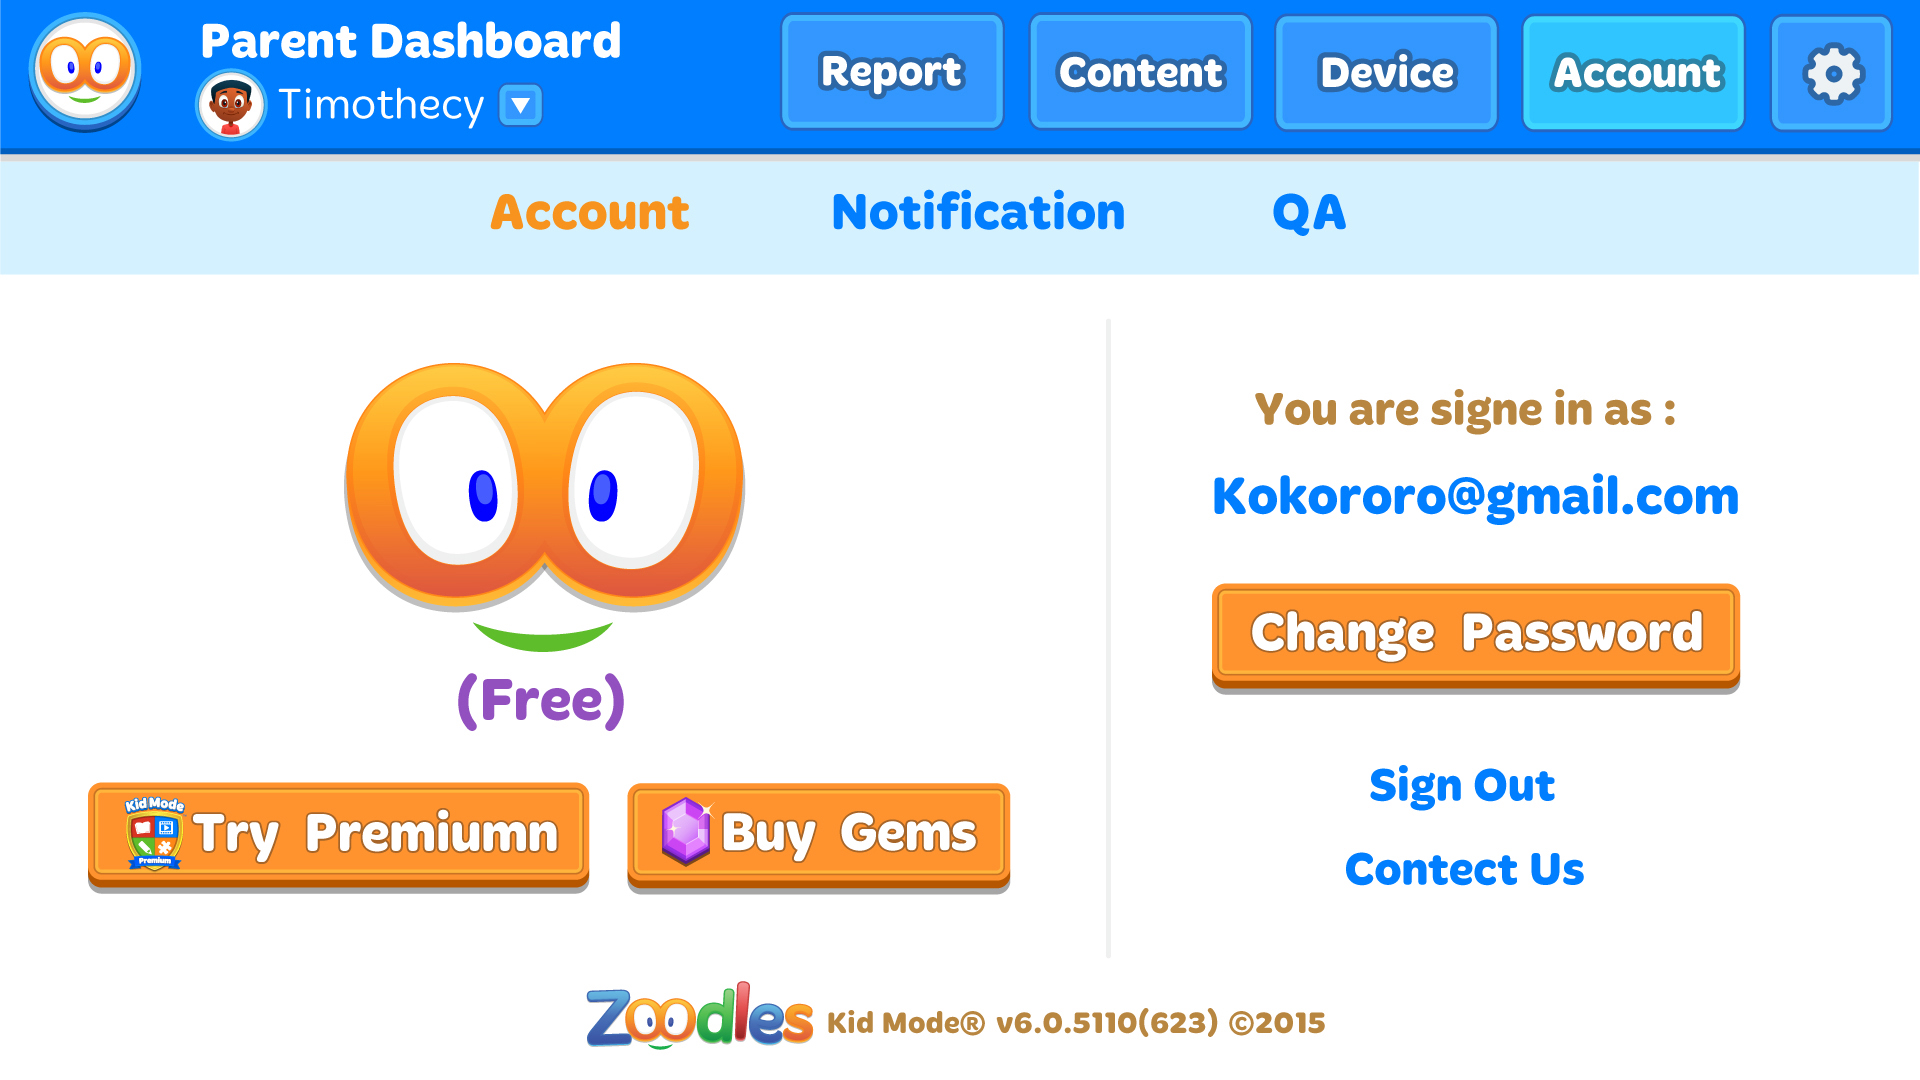 Parent Dashboard
Timothecy
Report
Content
Device
Account
Account
Notification
QA
(Free)
Kid Mode
Premium
Try Premiumn
Buy Gems
You are signe in as :
Kokororo@gmail.com
Change Password
Sign Out
Contect Us
Zoodles Kid Mode® v6.0.5110(623) ©2015